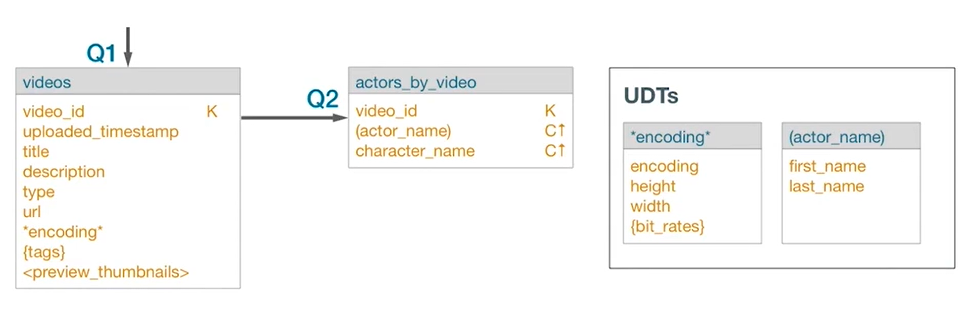 Q1
videos
video_id K
uploaded_timestamp
title
description
type
url
*encoding*
{tags}
<preview_thumbnails>
Q2
actors_by_video
video_id K
(actor_name) C↑
character_name C↑
UDTs
*encoding*
encoding
height
width
{bit_rates}
(actor_name)
first_name
last_name